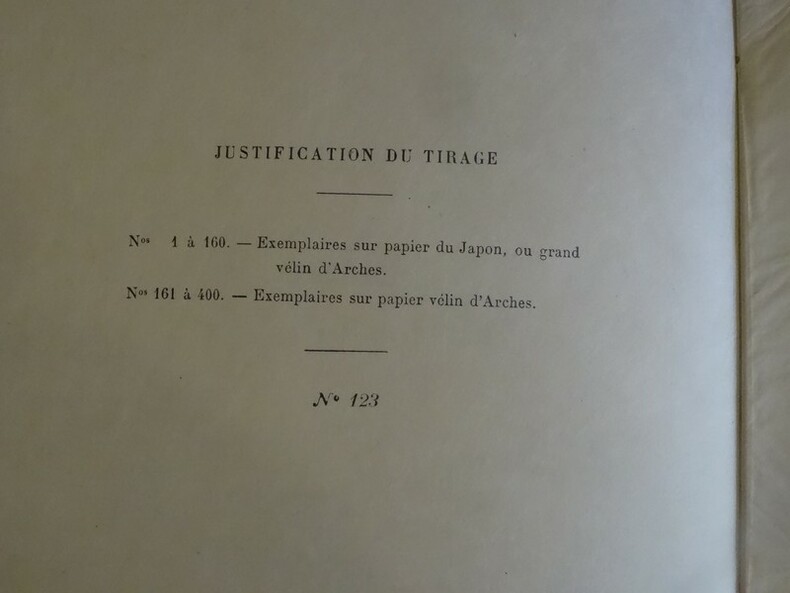 JUSTIFICATION DU TIRAGE
Nos 1 à 160. — Exemplaires sur papier du Japon, ou grand
vélin d'Arches.
Nos 161 à 400. — Exemplaires sur papier vélin d'Arches.
No 123